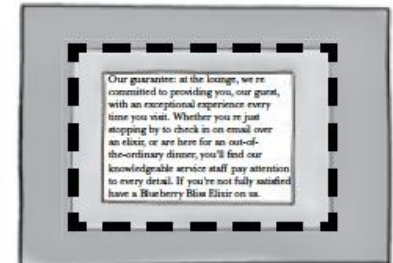 Our guarantee: at the lounge, we re
committed to providing you, our guest,
with an exceptional experience every
time you visit. Whether you re just
stopping by to check in on email over
an elixir, or are here for an out-of-
the-ordinary dinner, you'll find our
knowledgeable service staff pay attention
to every detail. If you're not fully satisfied
have a Blueberry Bliss Elixir on us.